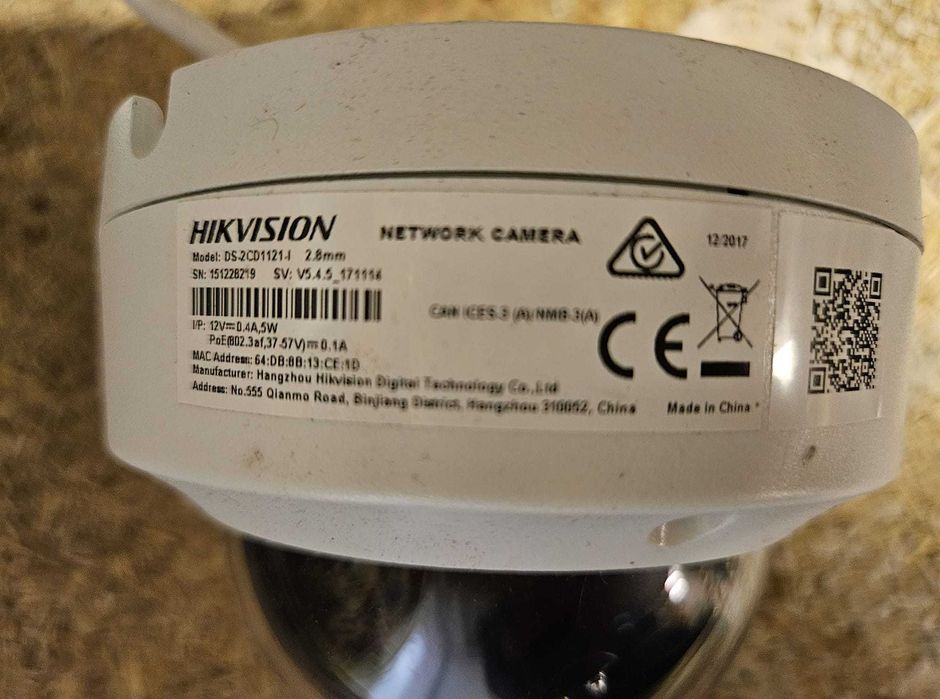 HIKVISION NETWORK CAMERA
12/2017
Model: DS-2CD1121-I 2.8mm
SN: 151228219 SV: V5.4.5_171116
CAN ICES-3 (A)/NMB-3(A)
I/P: 12V⎓0.4A,5W
PoE(802.3af,37-57V)⎓0.1A
CE
MAC Address: 64:DB:8B:13:CE:1D
Manufacturer: Hangzhou Hikvision Digital Technology Co.,Ltd
Address: No.555 Qianmo Road, Binjiang District, Hangzhou 310052, China
Made in China